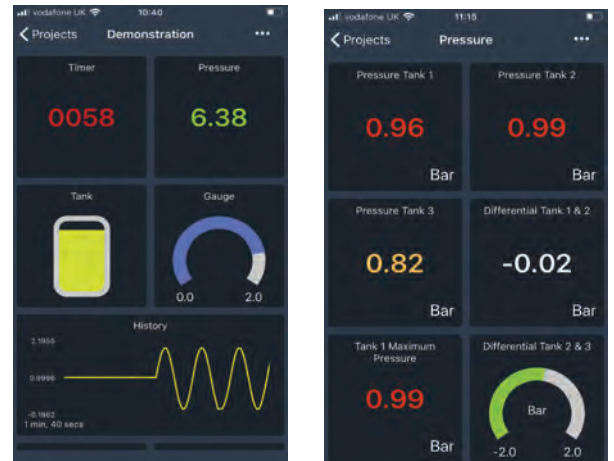 vodafone UK 10:40
Projects Demonstration ...
Timer Pressure
0058 6.38
Tank Gauge
0.0 2.0
History
2.1955
0.9996
-0.1962
1 min, 40 secs
vodafone UK 11:15
Projects Pressure ...
Pressure Tank 1 Pressure Tank 2
0.96 0.99
Bar Bar
Pressure Tank 3 Differential Tank 1 & 2
0.82 -0.02
Bar Bar
Tank 1 Maximum
Pressure
Differential Tank 2 & 3
0.99 Bar
Bar -2.0 2.0